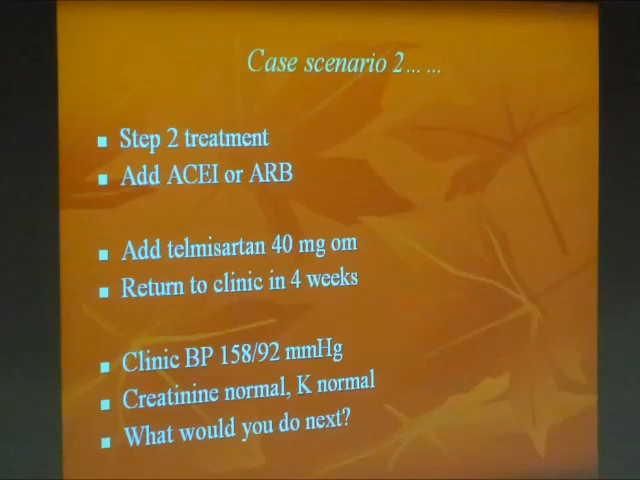 Case scenario 2... ...
Step 2 treatment
Add ACEI or ARB
Add telmisartan 40 mg om
Return to clinic in 4 weeks
Clinic BP 158/92 mmHg
Creatinine normal, K normal
What would you do next?